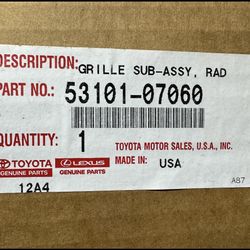 DESCRIPTION: GRILLE SUB-ASSY, RAD
PART NO.: 53101-07060
QUANTITY: 1 TOYOTA MOTOR SALES, U.S.A., INC.
TOYOTA GENUINE PARTS LEXUS GENUINE PARTS MADE IN: USA
12A4 A87